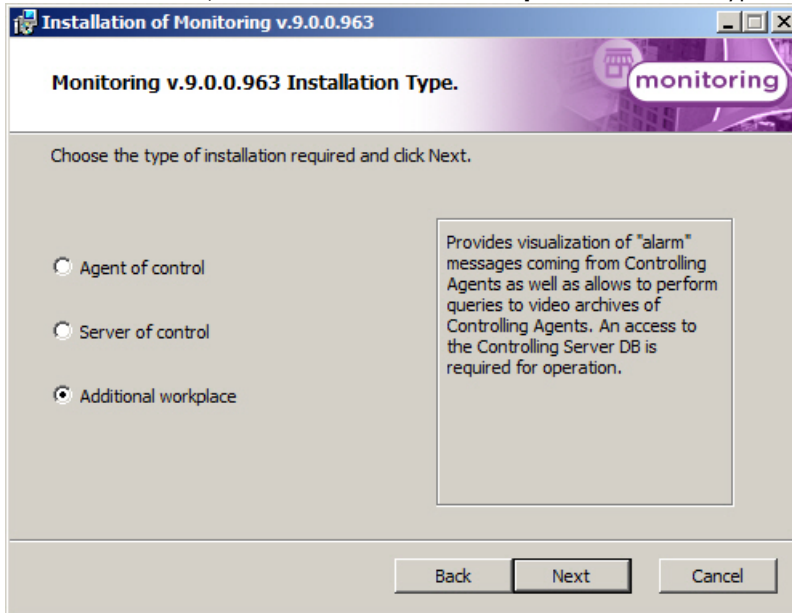 Installation of Monitoring v.9.0.0.963
Monitoring v.9.0.0.963 Installation Type.
monitoring
Choose the type of installation required and click Next.
Agent of control
Server of control
Additional workplace
Provides visualization of "alarm"
messages coming from Controlling
Agents as well as allows to perform
queries to video archives of
Controlling Agents. An access to
the Controlling Server DB is
required for operation.
Back
Next
Cancel